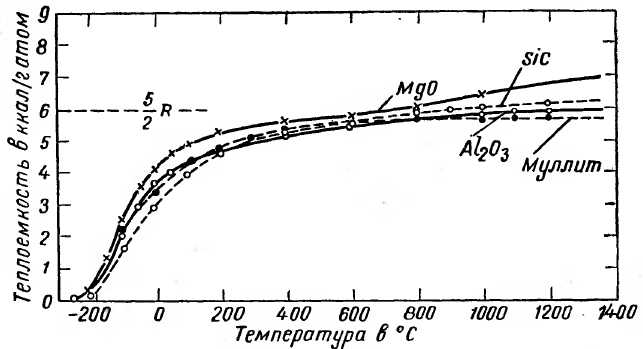 Теплоемкость в ккал/гатом
9
8
7
6
5
4
3
2
1
0
5/2 R
MgO
sic
Al₂O₃
Муллит
-200 0 200 400 600 800 1000 1200 1400
Температура в °С